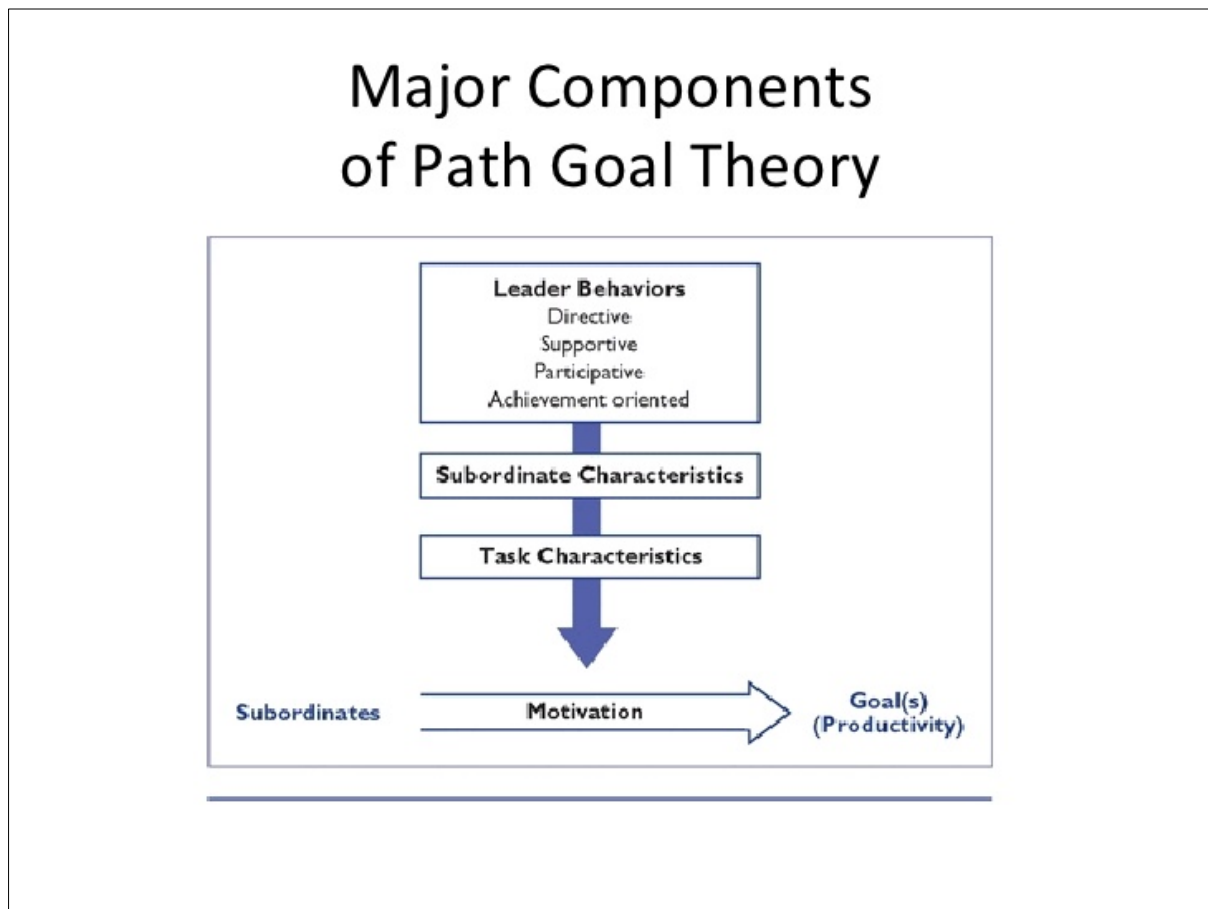 Major Components
of Path Goal Theory
Leader Behaviors
Directive
Supportive
Participative
Achievement oriented
Subordinate Characteristics
Task Characteristics
Subordinates
Motivation
Goal(s)
(Productivity)